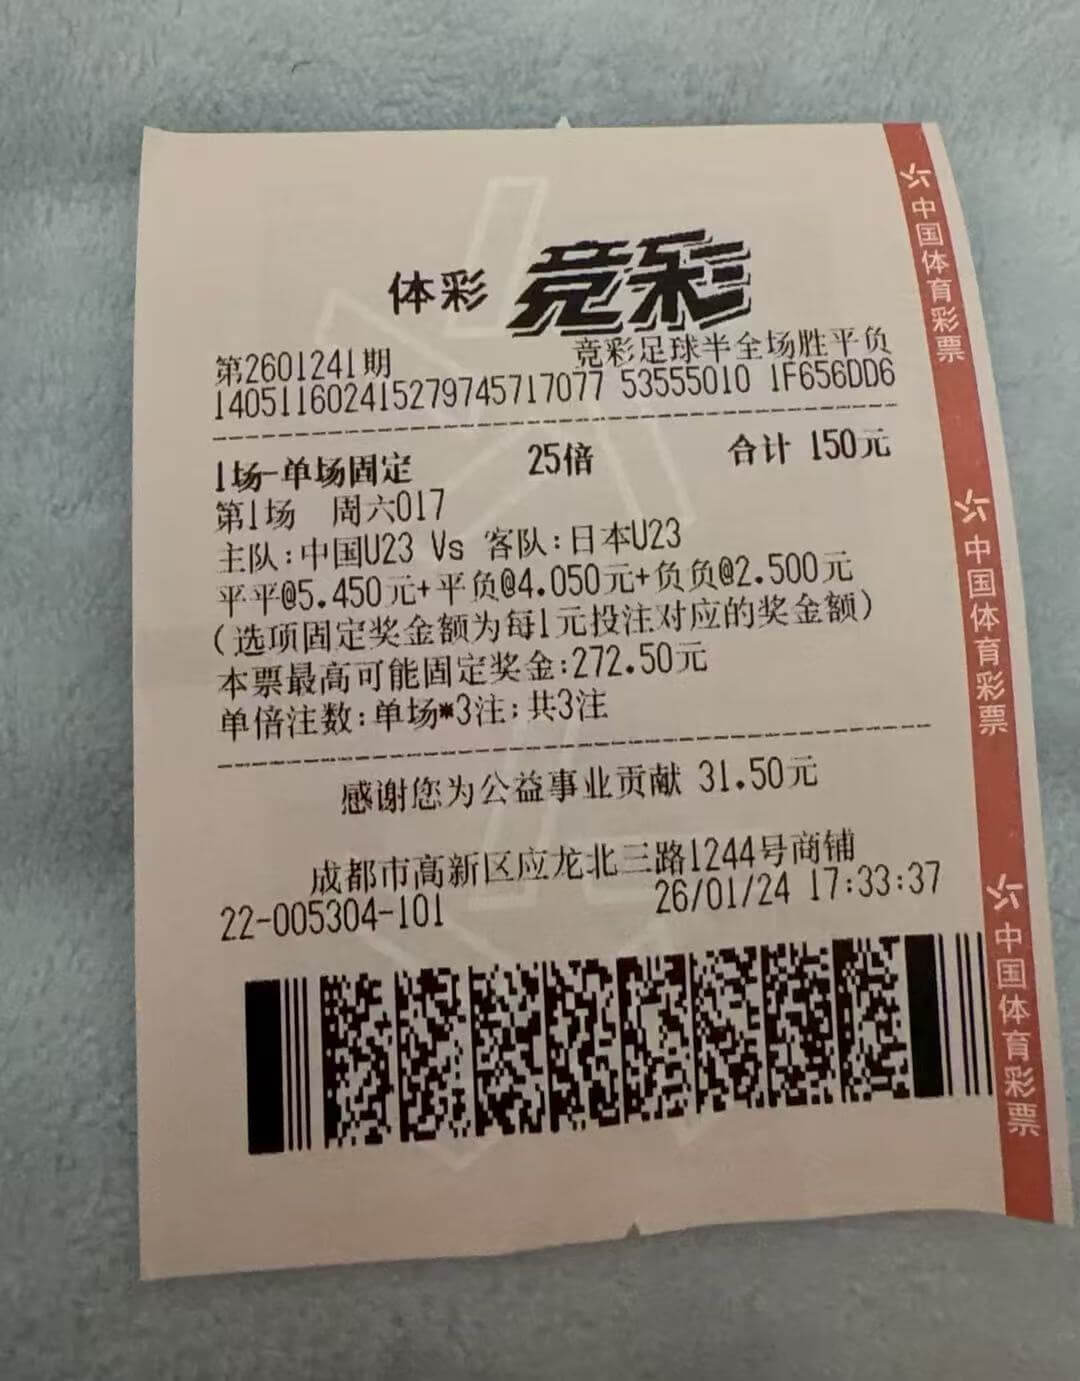 体彩 竞彩
第2601241期 竞彩足球半全场胜平负
140511602415279745717077 53555010 1F656DD6
1场-单场固定 25倍 合计 150元
第1场 周六017
主队:中国U23 Vs 客队:日本U23
平平@5.450元+平负@4.050元+负负@2.500元
(选项固定奖金额为每1元投注对应的奖金额)
本票最高可能固定奖金:272.50元
单倍注数:单场*3注;共3注
感谢您为公益事业贡献 31.50元
成都市高新区应龙北三路1244号商铺
22-005304-101 26/01/24 17:33:37
中国体育彩票
中国体育彩票
中国体育彩票